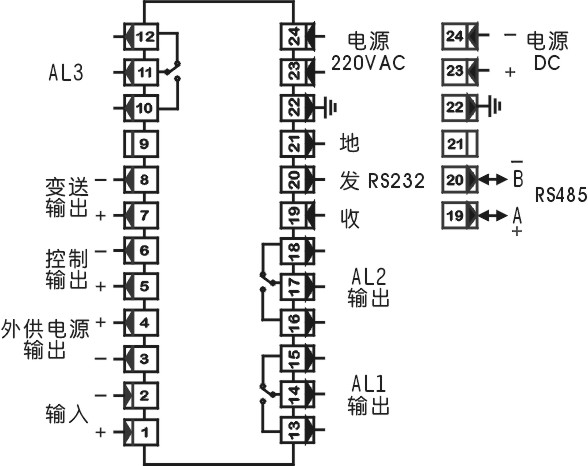 12 24 电源 24 − 电源
AL3 11 23 220VAC 23 + DC
10 22 22
9 21 地 21
变送 − 8 20 发 RS232 20 B̅ RS485
输出 + 7 19 收 19 A +
控制 − 6 18
输出 + 5 17 AL2
外供电源 + 4 16 输出
输出 − 3 15
输入 − 2 14 AL1
+ 1 13 输出